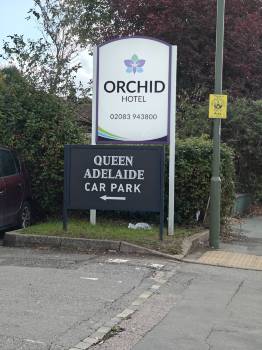 ORCHID
HOTEL
02083 943800
QUEEN
ADELAIDE
CAR PARK